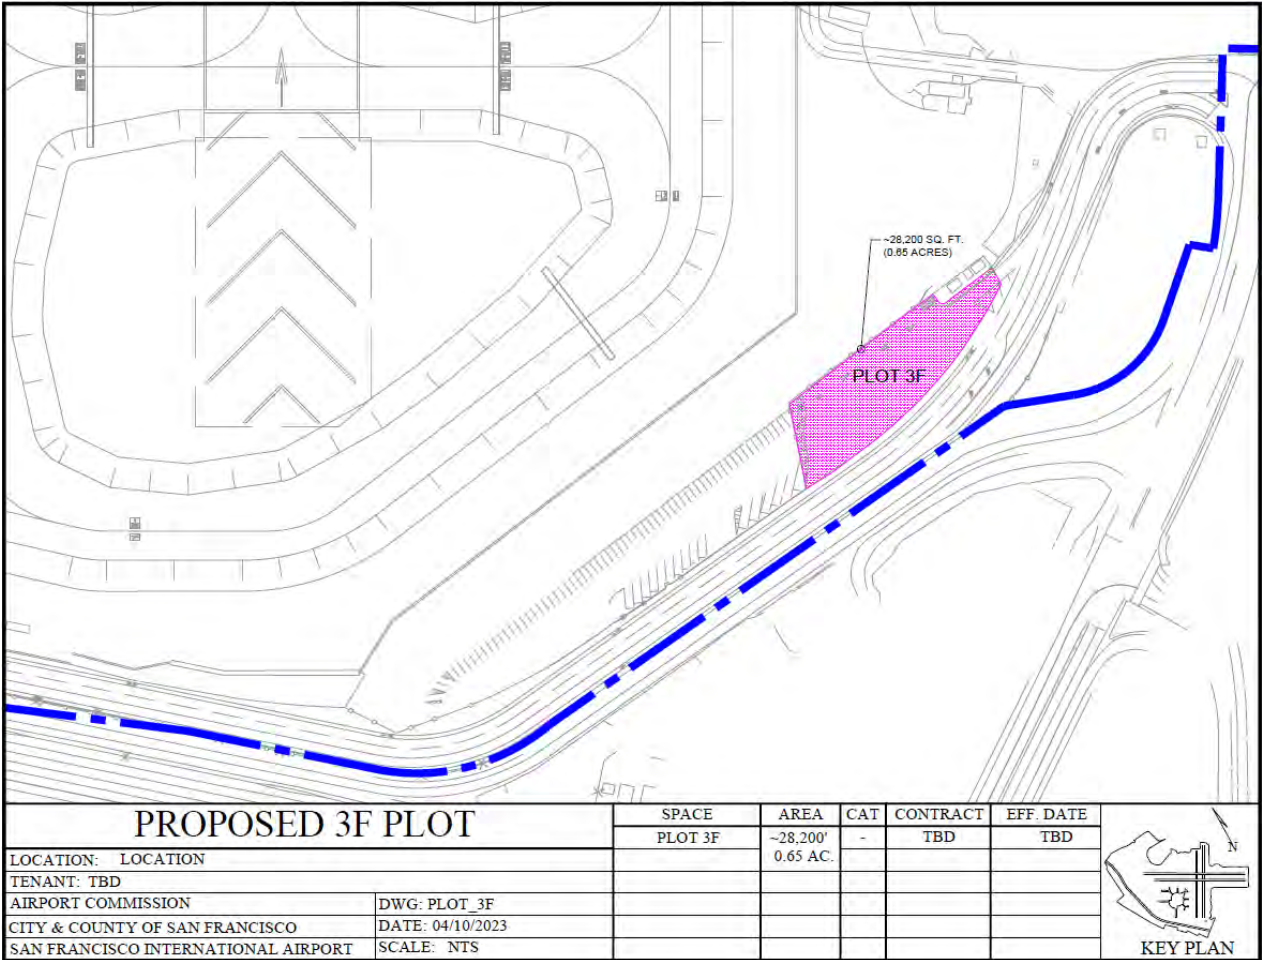 ~28,200 SQ. FT.
(0.65 ACRES)
PLOT 3F
PROPOSED 3F PLOT
LOCATION: LOCATION
TENANT: TBD
AIRPORT COMMISSION
DWG: PLOT_3F
CITY & COUNTY OF SAN FRANCISCO
DATE: 04/10/2023
SAN FRANCISCO INTERNATIONAL AIRPORT
SCALE: NTS
SPACE AREA CAT CONTRACT EFF. DATE
PLOT 3F ~28,200' - TBD TBD
0.65 AC.
N
KEY PLAN